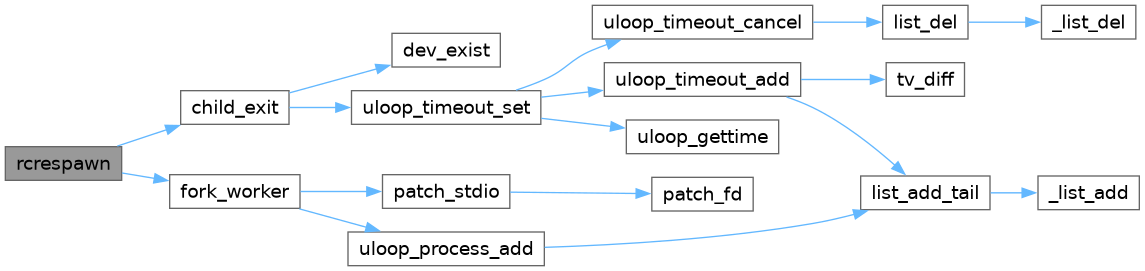 rcrespawn
child_exit
fork_worker
dev_exist
uloop_timeout_set
patch_stdio
uloop_process_add
uloop_timeout_cancel
uloop_timeout_add
uloop_gettime
patch_fd
list_del
tv_diff
list_add_tail
_list_del
_list_add